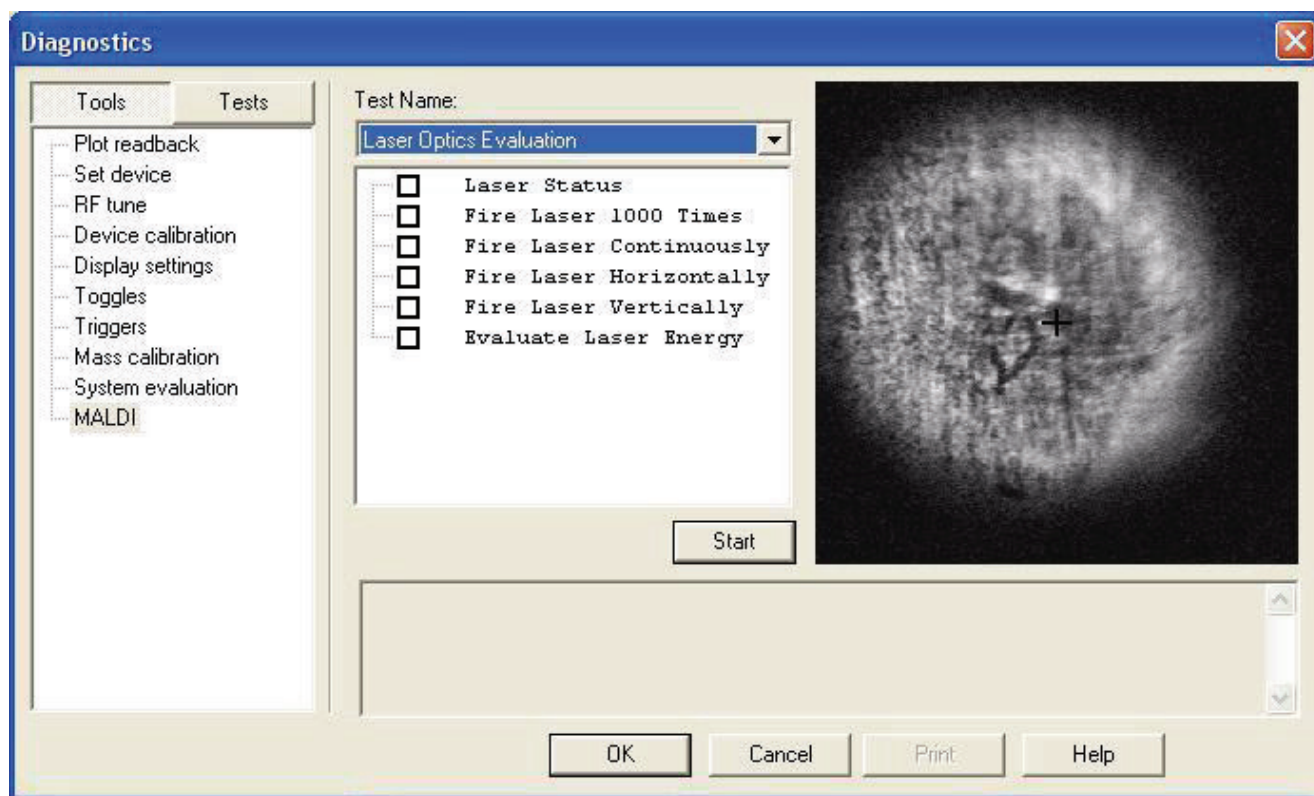 Diagnostics
Tools Tests
Plot readback
Set device
RF tune
Device calibration
Display settings
Toggles
Triggers
Mass calibration
System evaluation
MALDI
Test Name:
Laser Optics Evaluation
Laser Status
Fire Laser 1000 Times
Fire Laser Continuously
Fire Laser Horizontally
Fire Laser Vertically
Evaluate Laser Energy
Start
OK Cancel Print Help